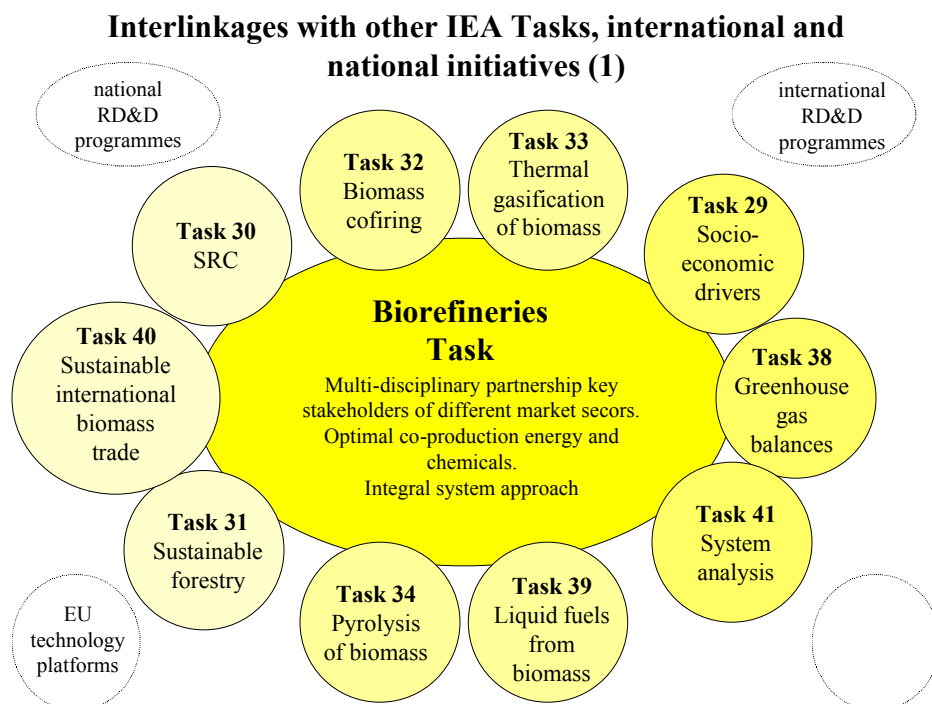 Interlinkages with other IEA Tasks, international and
national initiatives (1)
national
RD&D
programmes
international
RD&D
programmes
Task 32
Biomass
cofiring
Task 33
Thermal
gasification
of biomass
Task 30
SRC
Task 29
Socio-
economic
drivers
Biorefineries
Task
Multi-disciplinary partnership key
stakeholders of different market secors.
Optimal co-production energy and
chemicals.
Integral system approach
Task 40
Sustainable
international
biomass
trade
Task 38
Greenhouse
gas
balances
Task 31
Sustainable
forestry
Task 41
System
analysis
Task 34
Pyrolysis
of biomass
Task 39
Liquid fuels
from
biomass
EU
technology
platforms